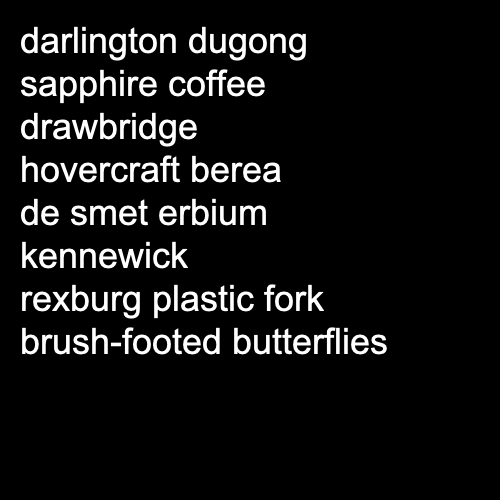 darlington dugong
sapphire coffee
drawbridge
hovercraft berea
de smet erbium
kennewick
rexburg plastic fork
brush-footed butterflies